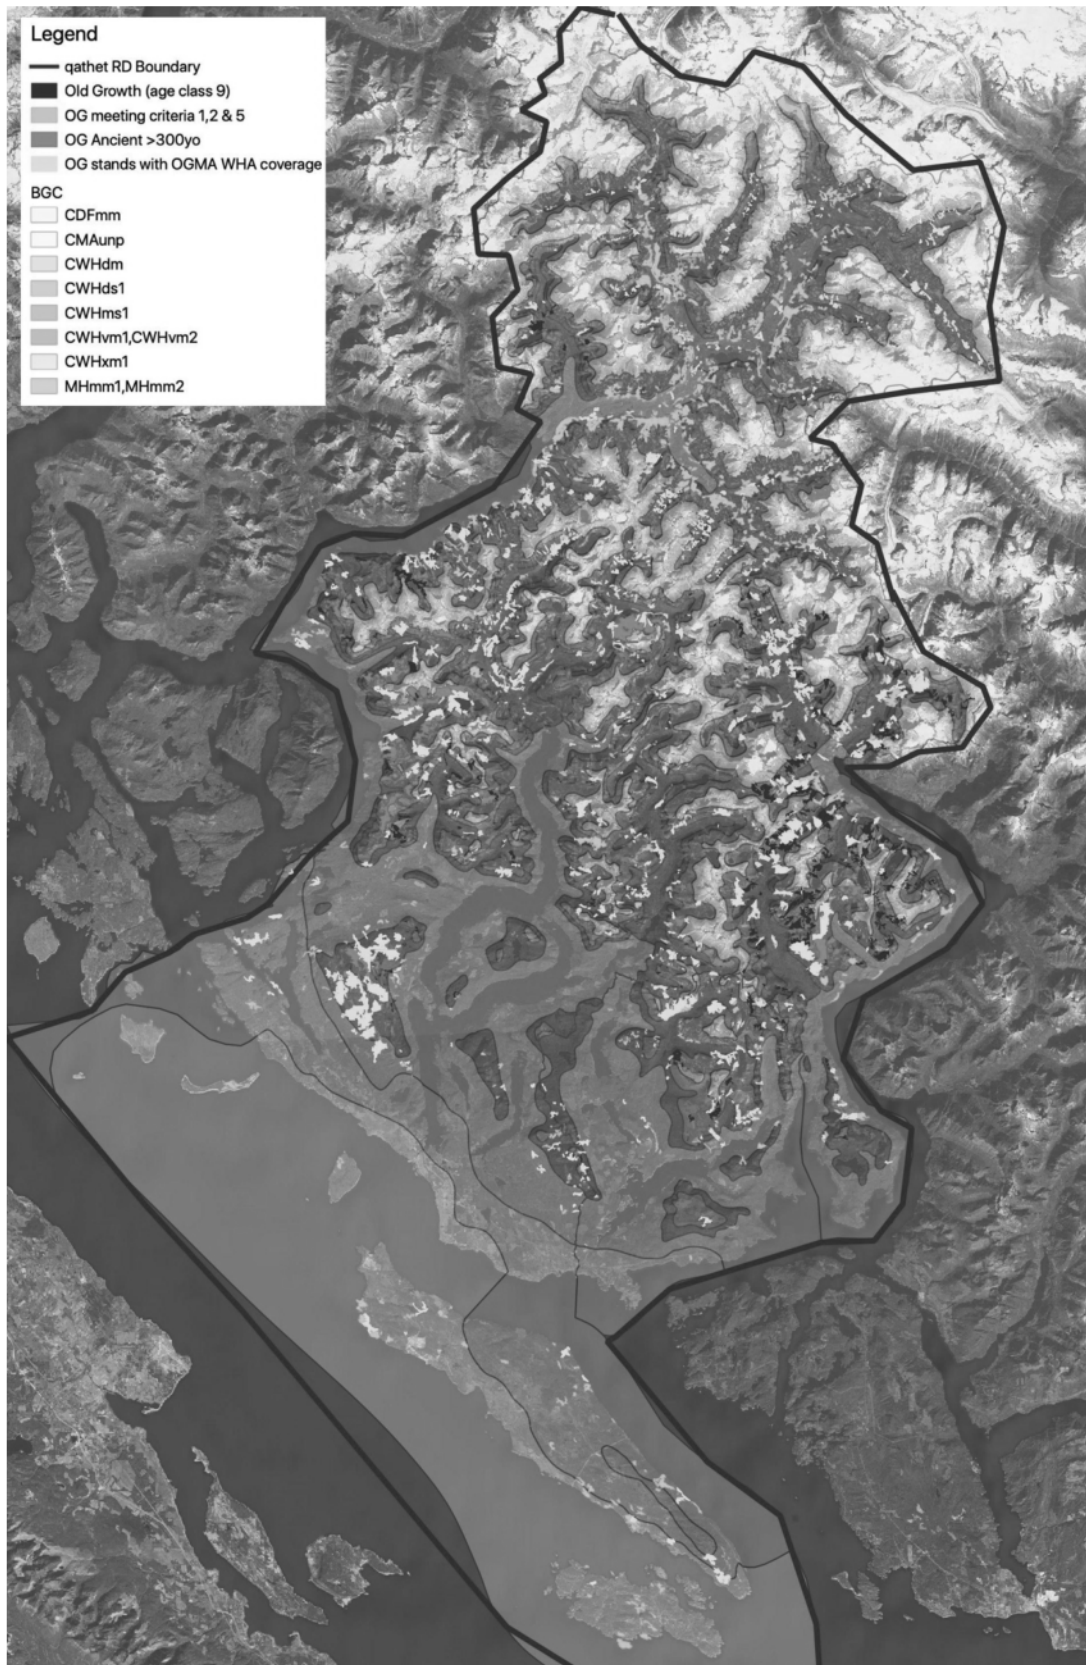 Legend
qathet RD Boundary
Old Growth (age class 9)
OG meeting criteria 1,2 & 5
OG Ancient >300yo
OG stands with OGMA WHA coverage
BGC
CDFmm
CMAunp
CWHdm
CWHds1
CWHms1
CWHvm1,CWHvm2
CWHxm1
MHmm1,MHmm2